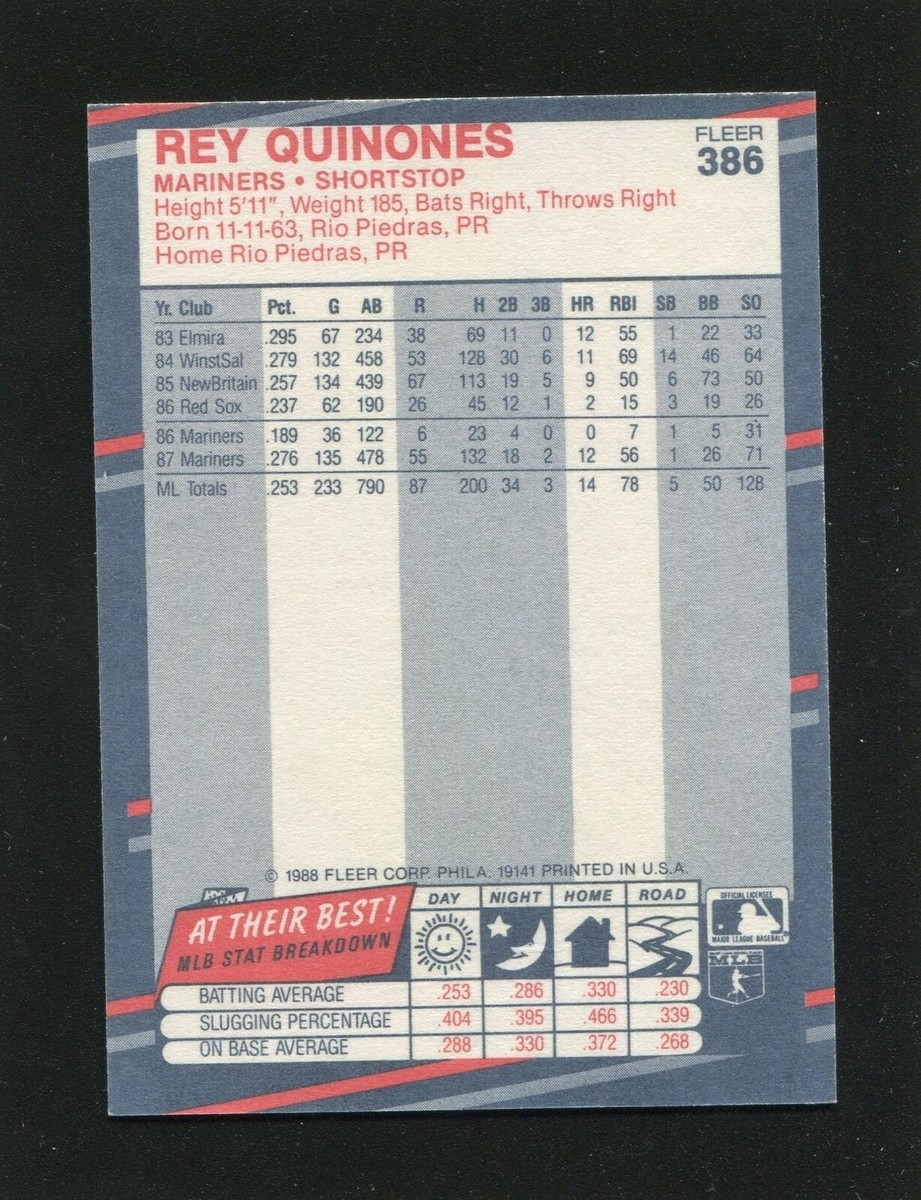 REY QUINONES
FLEER
386
MARINERS • SHORTSTOP
Height 5'11", Weight 185, Bats Right, Throws Right
Born 11-11-63, Rio Piedras, PR
Home Rio Piedras, PR
Yr. Club Pct. G AB R H 2B 3B HR RBI SB BB SO
83 Elmira .295 67 234 38 69 11 0 12 55 1 22 33
84 WinstSal .279 132 458 53 128 30 6 11 69 14 46 64
85 NewBritain .257 134 439 67 113 19 5 9 50 6 73 50
86 Red Sox .237 62 190 26 45 12 1 2 15 3 19 26
86 Mariners .189 36 122 6 23 4 0 0 7 1 5 31
87 Mariners .276 135 478 55 132 18 2 12 56 1 26 71
ML Totals .253 233 790 87 200 34 3 14 78 5 50 128
© 1988 FLEER CORP. PHILA. 19141 PRINTED IN U.S.A.
AT THEIR BEST!
MLB STAT BREAKDOWN
DAY NIGHT HOME ROAD
BATTING AVERAGE .253 .286 .330 .230
SLUGGING PERCENTAGE .404 .395 .466 .339
ON BASE AVERAGE .288 .330 .372 .268
OFFICIAL LICENSEE
MAJOR LEAGUE BASEBALL
MLB